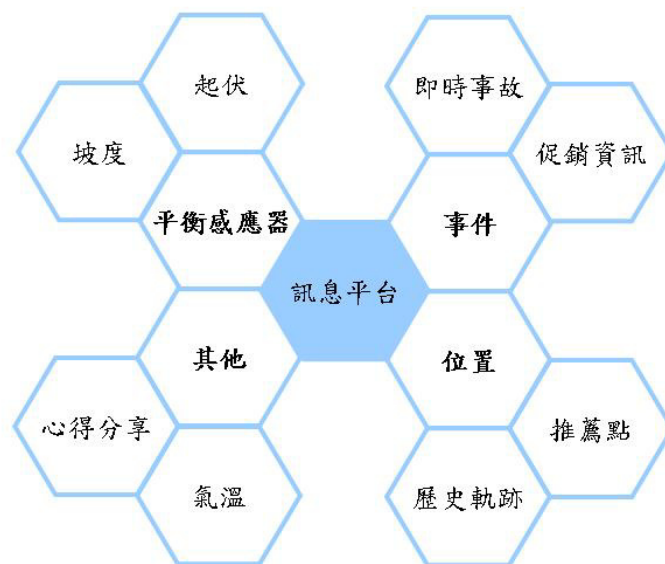 起伏
即時事故
坡度
促銷資訊
平衡感應器
事件
訊息平台
其他
位置
心得分享
推薦點
氣溫
歷史軌跡